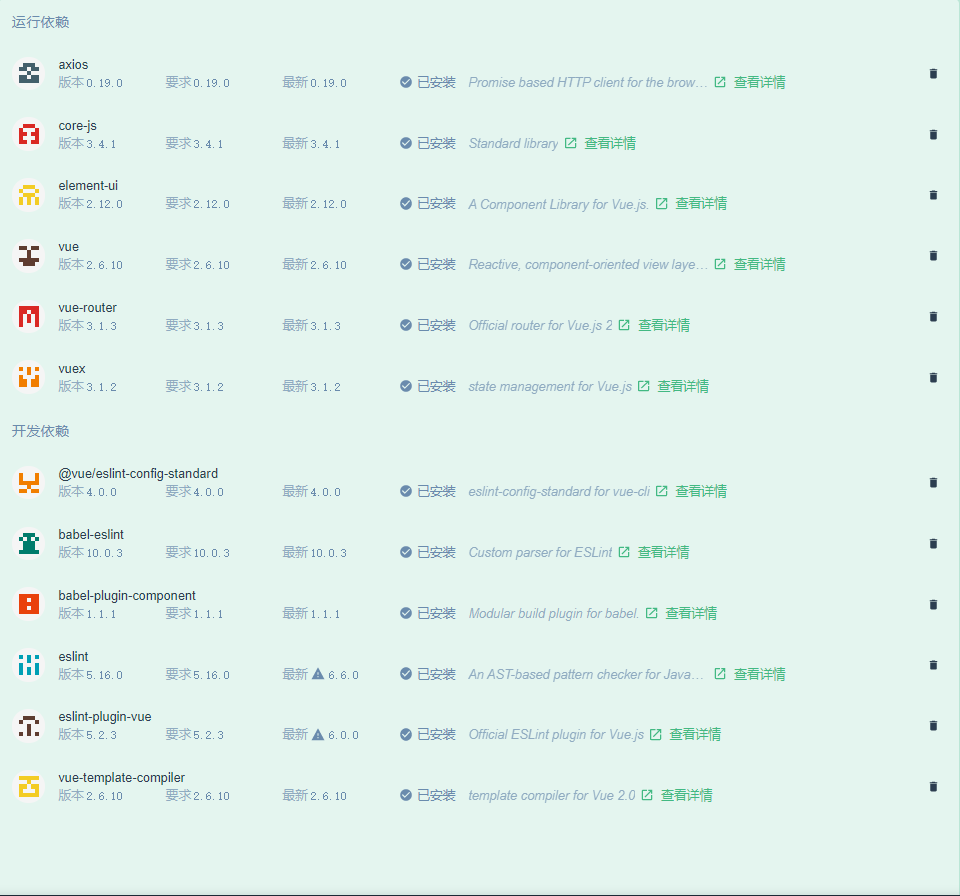 运行依赖
axios
版本0.19.0 要求0.19.0 最新0.19.0 已安装 Promise based HTTP client for the brow… 查看详情
core-js
版本3.4.1 要求3.4.1 最新3.4.1 已安装 Standard library 查看详情
element-ui
版本2.12.0 要求2.12.0 最新2.12.0 已安装 A Component Library for Vue.js. 查看详情
vue
版本2.6.10 要求2.6.10 最新2.6.10 已安装 Reactive, component-oriented view laye… 查看详情
vue-router
版本3.1.3 要求3.1.3 最新3.1.3 已安装 Official router for Vue.js 2 查看详情
vuex
版本3.1.2 要求3.1.2 最新3.1.2 已安装 state management for Vue.js 查看详情
开发依赖
@vue/eslint-config-standard
版本4.0.0 要求4.0.0 最新4.0.0 已安装 eslint-config-standard for vue-cli 查看详情
babel-eslint
版本10.0.3 要求10.0.3 最新10.0.3 已安装 Custom parser for ESLint 查看详情
babel-plugin-component
版本1.1.1 要求1.1.1 最新1.1.1 已安装 Modular build plugin for babel. 查看详情
eslint
版本5.16.0 要求5.16.0 最新 6.6.0 已安装 An AST-based pattern checker for Java… 查看详情
eslint-plugin-vue
版本5.2.3 要求5.2.3 最新 6.0.0 已安装 Official ESLint plugin for Vue.js 查看详情
vue-template-compiler
版本2.6.10 要求2.6.10 最新2.6.10 已安装 template compiler for Vue 2.0 查看详情